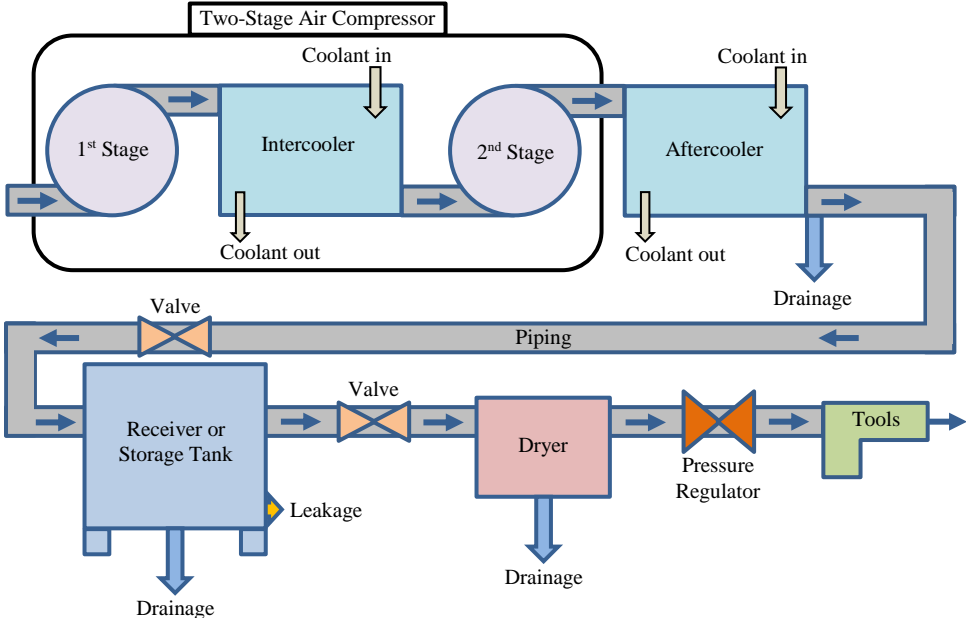 Two-Stage Air Compressor
Coolant in
Coolant in
1st Stage
Intercooler
2nd Stage
Aftercooler
Coolant out
Coolant out
Drainage
Valve
Piping
Valve
Receiver or
Storage Tank
Dryer
Tools
Pressure
Regulator
Leakage
Drainage
Drainage